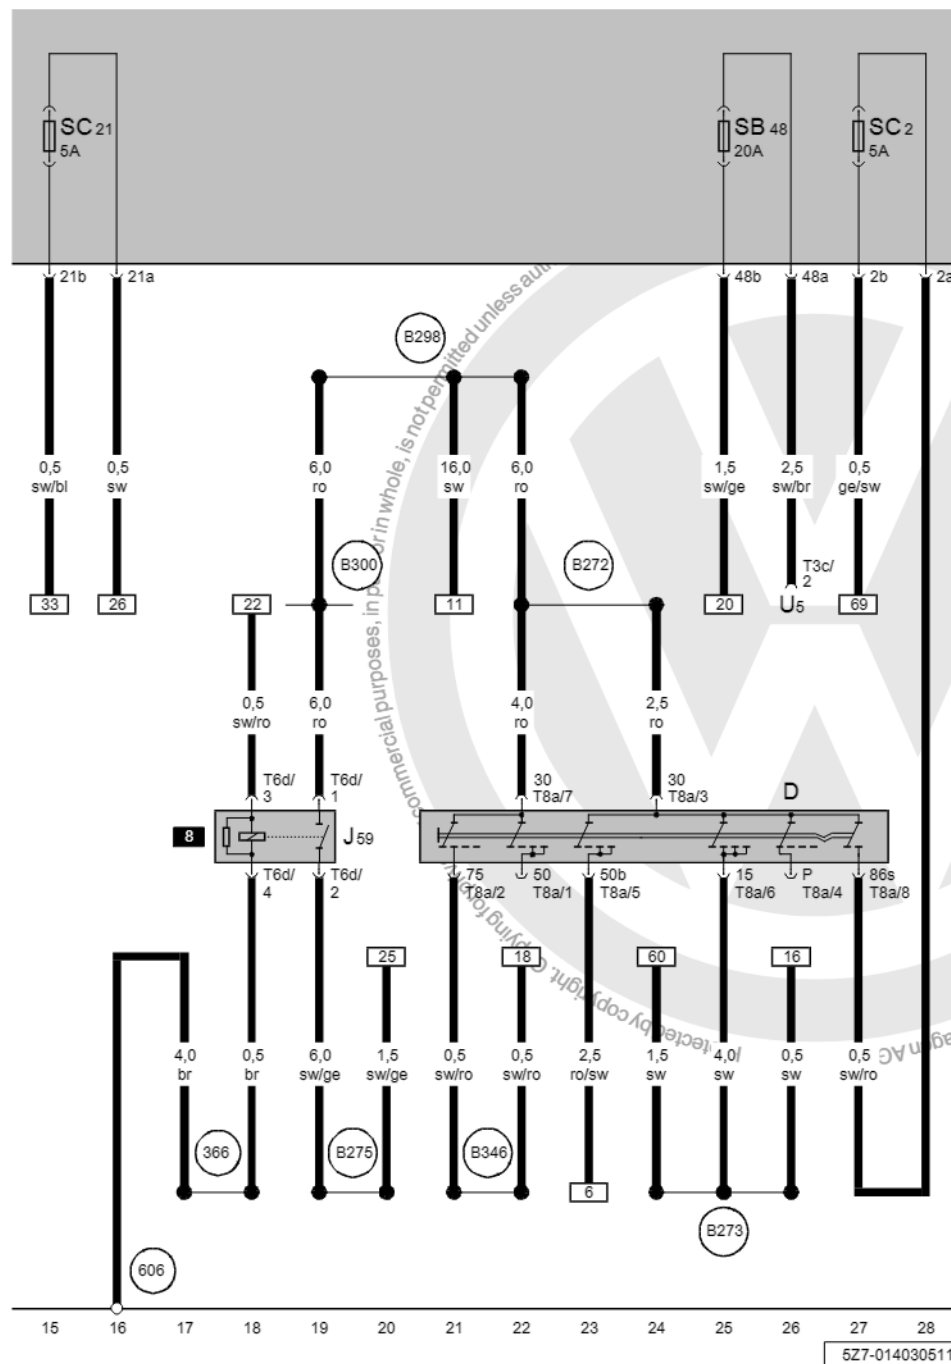 SC 21
5A
SB 48
20A
SC 2
5A
21b
21a
48b
48a
2b
2a
B298
0,5
sw/bl
0,5
sw
6,0
ro
16,0
sw
6,0
ro
1,5
sw/ge
2,5
sw/br
0,5
ge/sw
B300
B272
T3c/
2
33
26
22
11
20
U5
69
0,5
sw/ro
6,0
ro
4,0
ro
2,5
ro
T6d/
3
T6d/
1
30
T8a/7
30
T8a/3
D
8
J59
T6d/
4
T6d/
2
75
T8a/2
50
T8a/1
50b
T8a/5
15
T8a/6
P
T8a/4
86s
T8a/8
25
18
60
16
4,0
br
0,5
br
6,0
sw/ge
1,5
sw/ge
0,5
sw/ro
0,5
sw/ro
2,5
ro/sw
1,5
sw
4,0
sw
0,5
sw
0,5
sw/ro
366
B275
B346
6
B273
606
15 16 17 18 19 20 21 22 23 24 25 26 27 28
5Z7-014030511